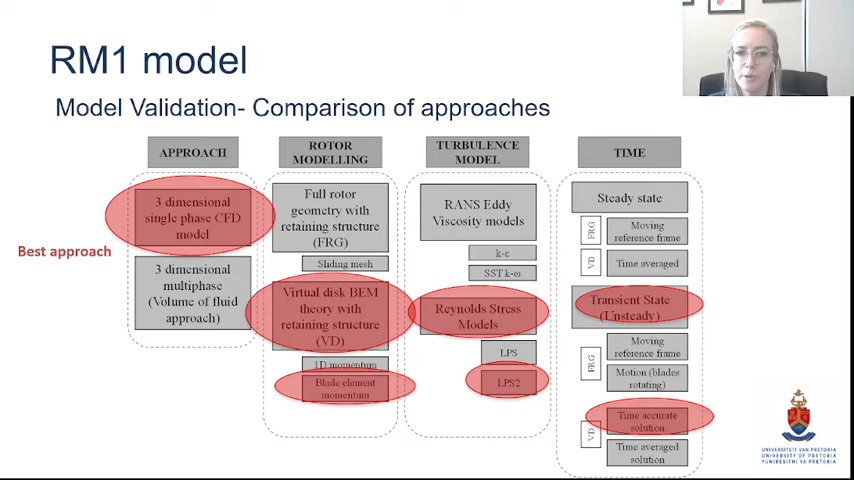 RM1 model
Model Validation- Comparison of approaches
APPROACH
3 dimensional
single phase CFD
model
Best approach
3 dimensional
multiphase
(Volume of fluid
approach)
ROTOR
MODELLING
Full rotor
geometry with
retaining structure
(FRG)
Sliding mesh
Virtual disk BEM
theory with
retaining structure
(VD)
1D momentum
Blade element
momentum
TURBULENCE
MODEL
RANS Eddy
Viscosity models
k-ε
SST k-ω
Reynolds Stress
Models
LPS
LPS2
TIME
Steady state
FRG
Moving
reference frame
VD
Time averaged
Transient State
(Unsteady)
FRG
Moving
reference frame
Motion (blades
rotating)
VD
Time accurate
solution
Time averaged
solution
UNIVERSITEIT VAN PRETORIA
UNIVERSITY OF PRETORIA
YUNIBESITHI YA PRETORIA